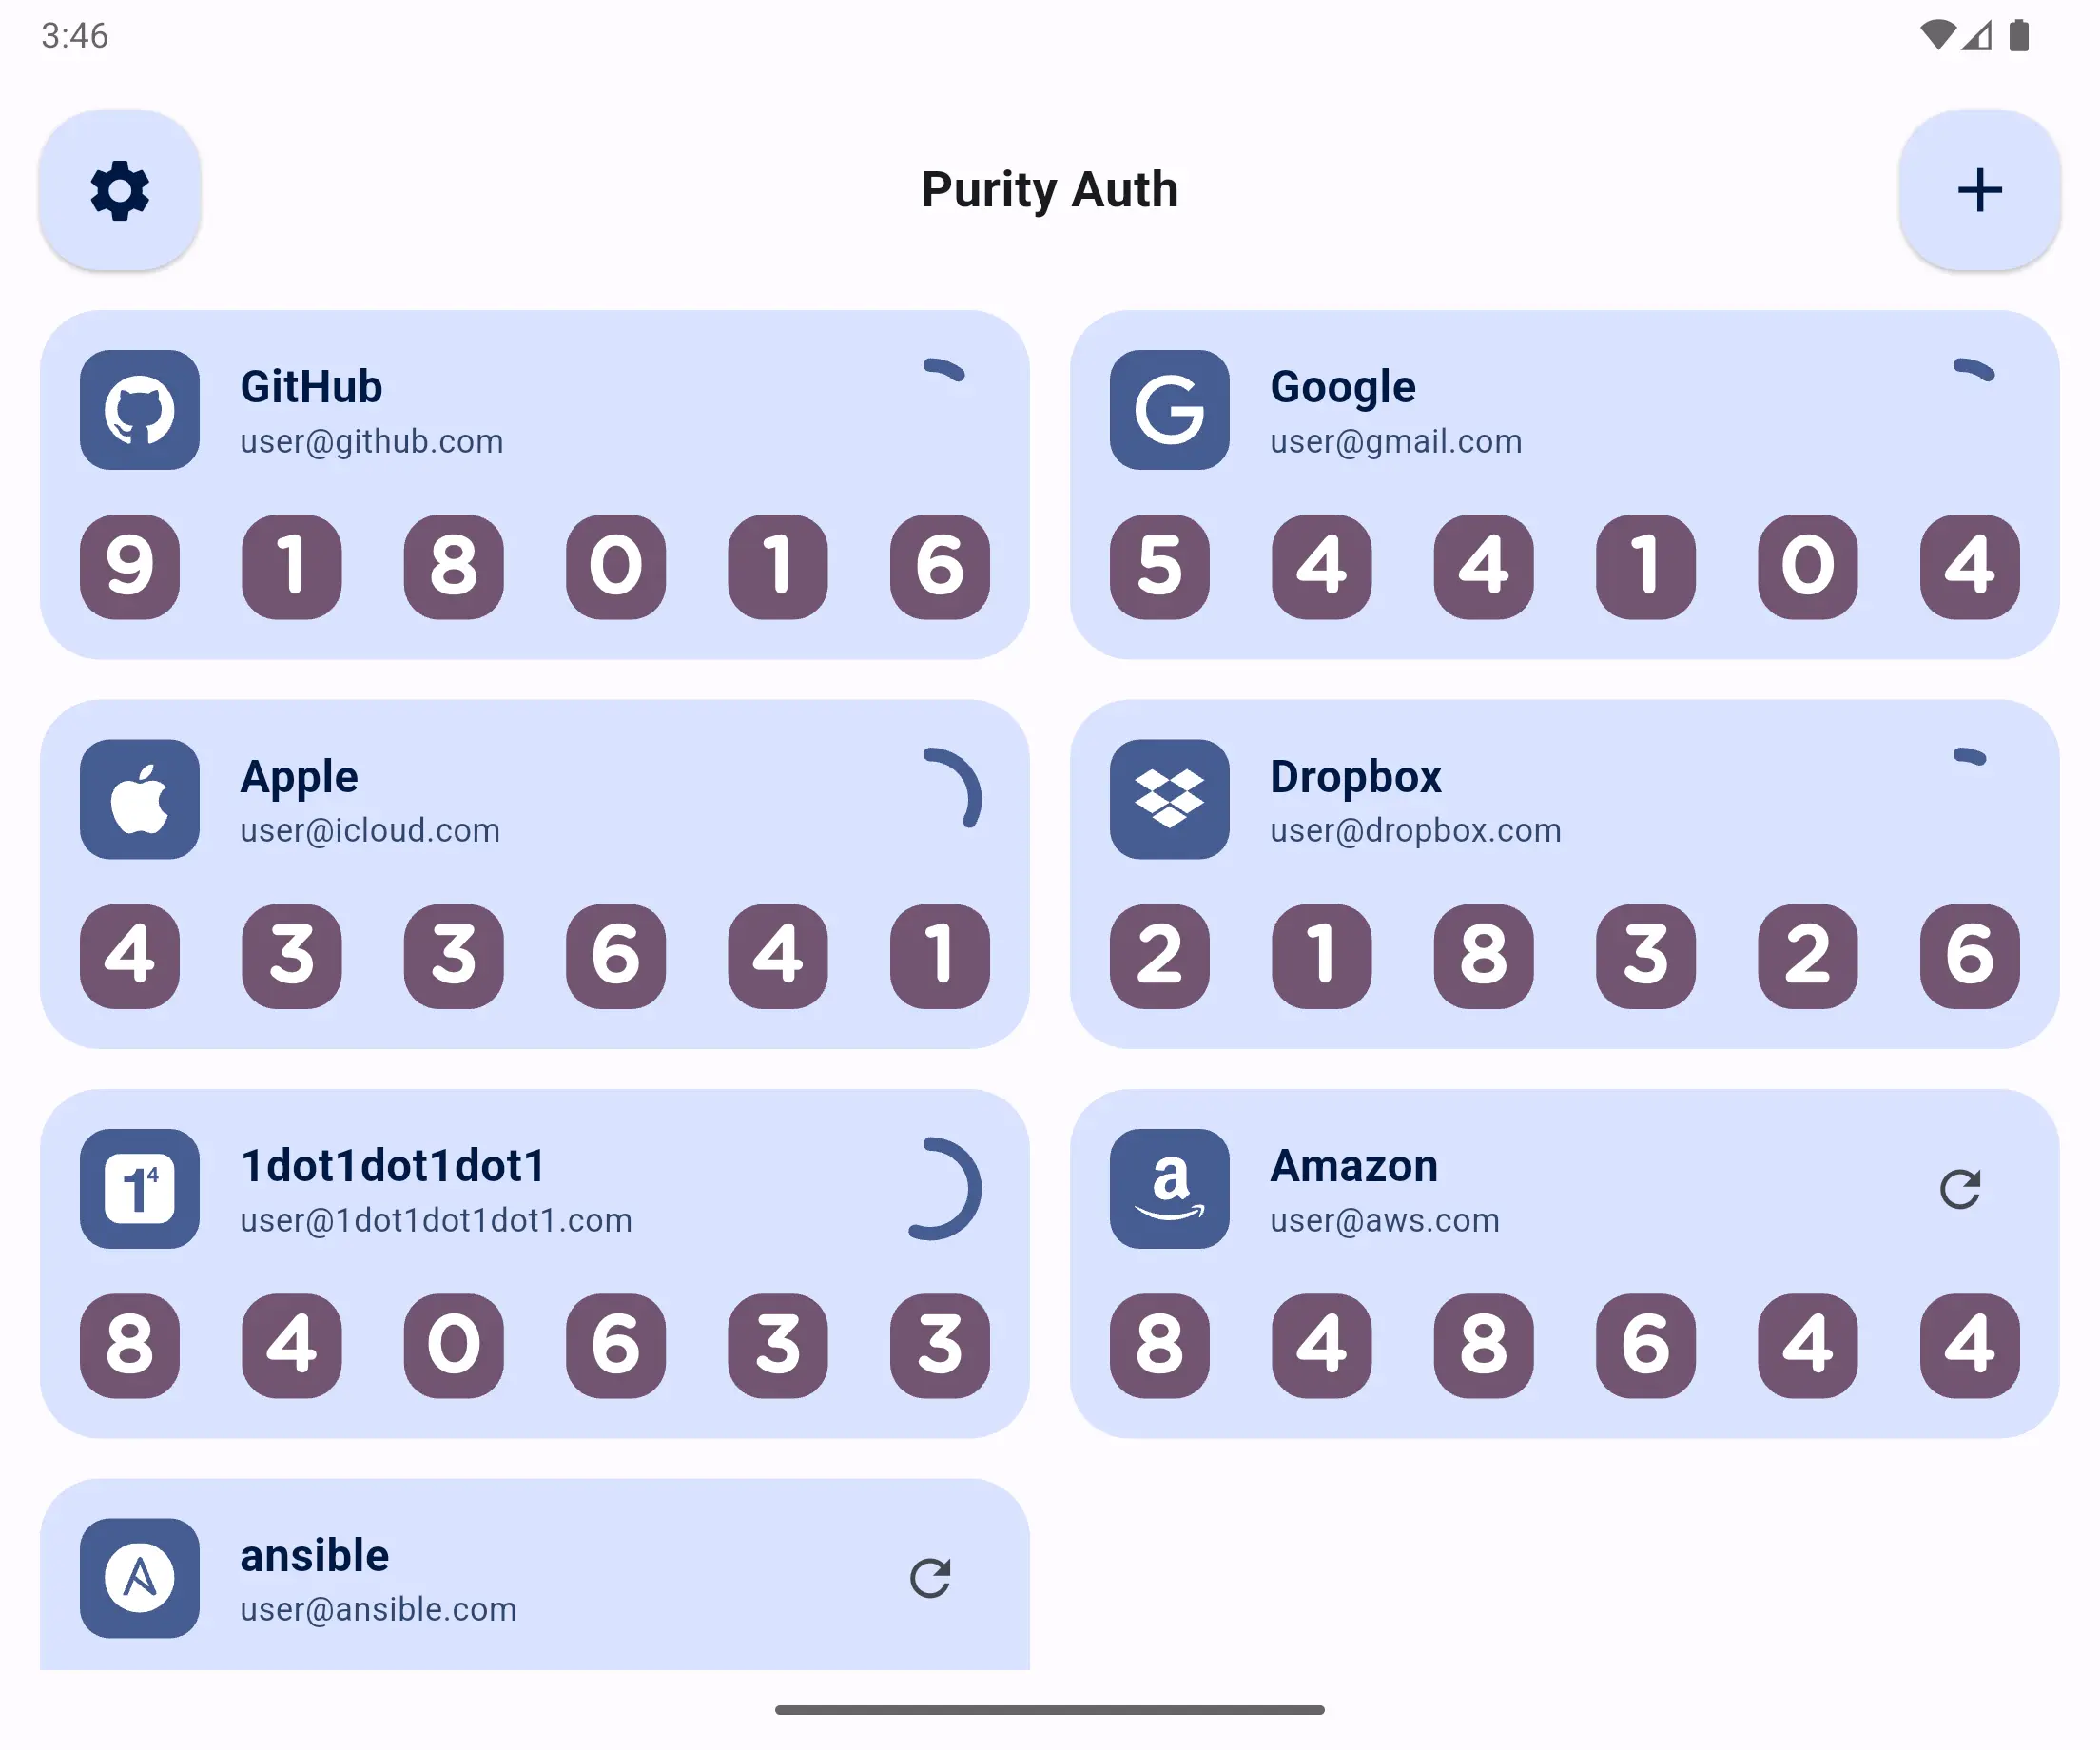 3:46
Purity Auth
GitHub
user@github.com
9 1 8 0 1 6
Google
user@gmail.com
5 4 4 1 0 4
Apple
user@icloud.com
4 3 3 6 4 1
Dropbox
user@dropbox.com
2 1 8 3 2 6
1⁴
1dot1dot1dot1
user@1dot1dot1dot1.com
8 4 0 6 3 3
a
Amazon
user@aws.com
8 4 8 6 4 4
ansible
user@ansible.com